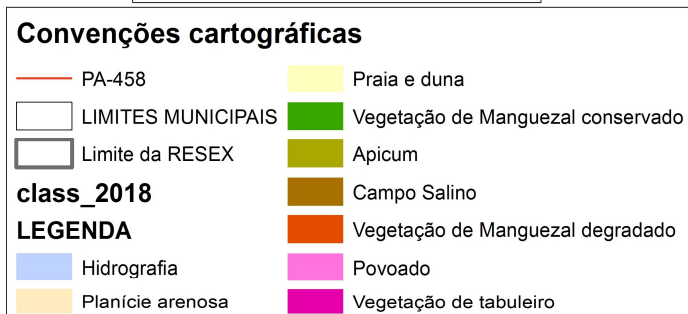 Convenções cartográficas
PA-458
LIMITES MUNICIPAIS
Limite da RESEX
class_2018
LEGENDA
Hidrografia
Planície arenosa
Praia e duna
Vegetação de Manguezal conservado
Apicum
Campo Salino
Vegetação de Manguezal degradado
Povoado
Vegetação de tabuleiro